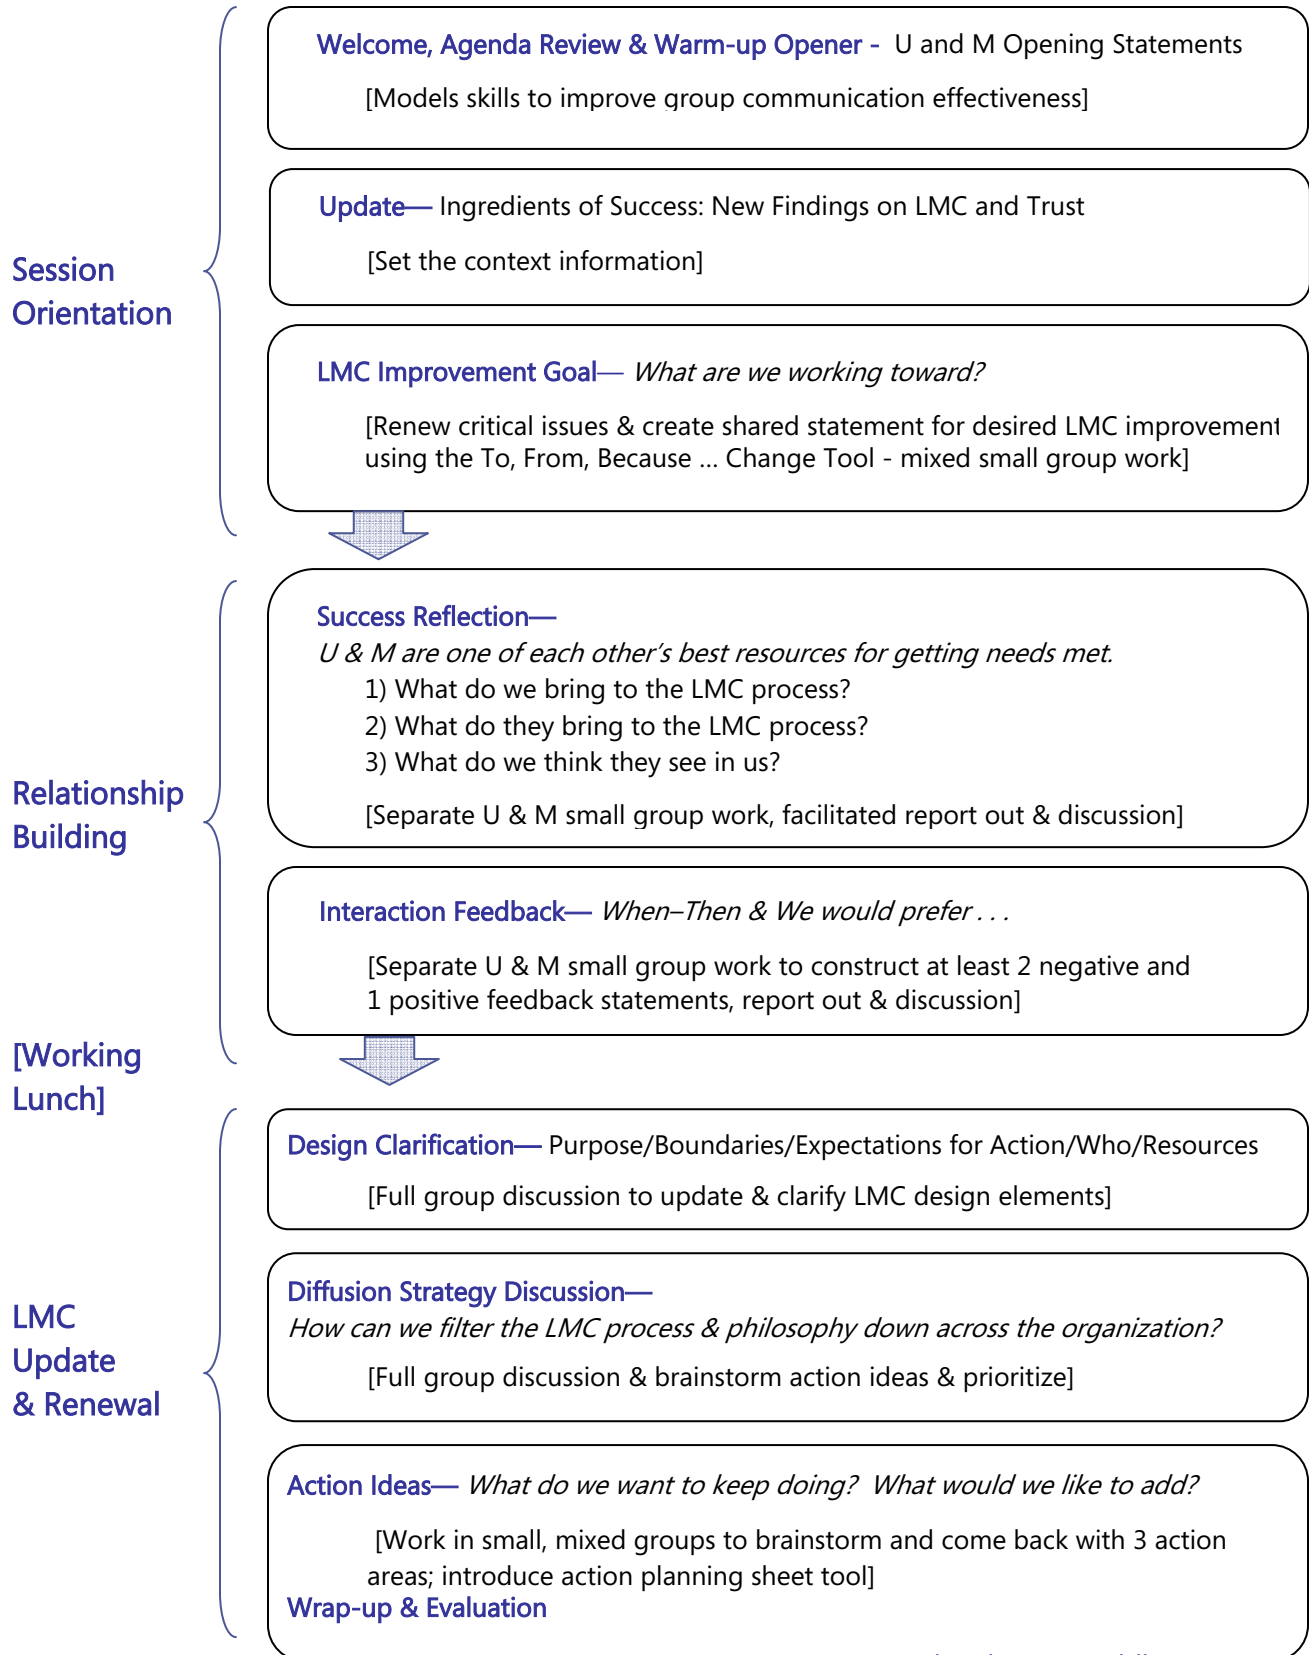 Welcome, Agenda Review & Warm-up Opener - U and M Opening Statements
[Models skills to improve group communication effectiveness]
Update— Ingredients of Success: New Findings on LMC and Trust
[Set the context information]
Session
Orientation
LMC Improvement Goal— What are we working toward?
[Renew critical issues & create shared statement for desired LMC improvement
using the To, From, Because ... Change Tool - mixed small group work]
Success Reflection—
U & M are one of each other's best resources for getting needs met.
1) What do we bring to the LMC process?
2) What do they bring to the LMC process?
3) What do we think they see in us?
[Separate U & M small group work, facilitated report out & discussion]
Relationship
Building
Interaction Feedback— When–Then & We would prefer . . .
[Separate U & M small group work to construct at least 2 negative and
1 positive feedback statements, report out & discussion]
[Working
Lunch]
Design Clarification— Purpose/Boundaries/Expectations for Action/Who/Resources
[Full group discussion to update & clarify LMC design elements]
Diffusion Strategy Discussion—
How can we filter the LMC process & philosophy down across the organization?
[Full group discussion & brainstorm action ideas & prioritize]
LMC
Update
& Renewal
Action Ideas— What do we want to keep doing? What would we like to add?
[Work in small, mixed groups to brainstorm and come back with 3 action
areas; introduce action planning sheet tool]
Wrap-up & Evaluation